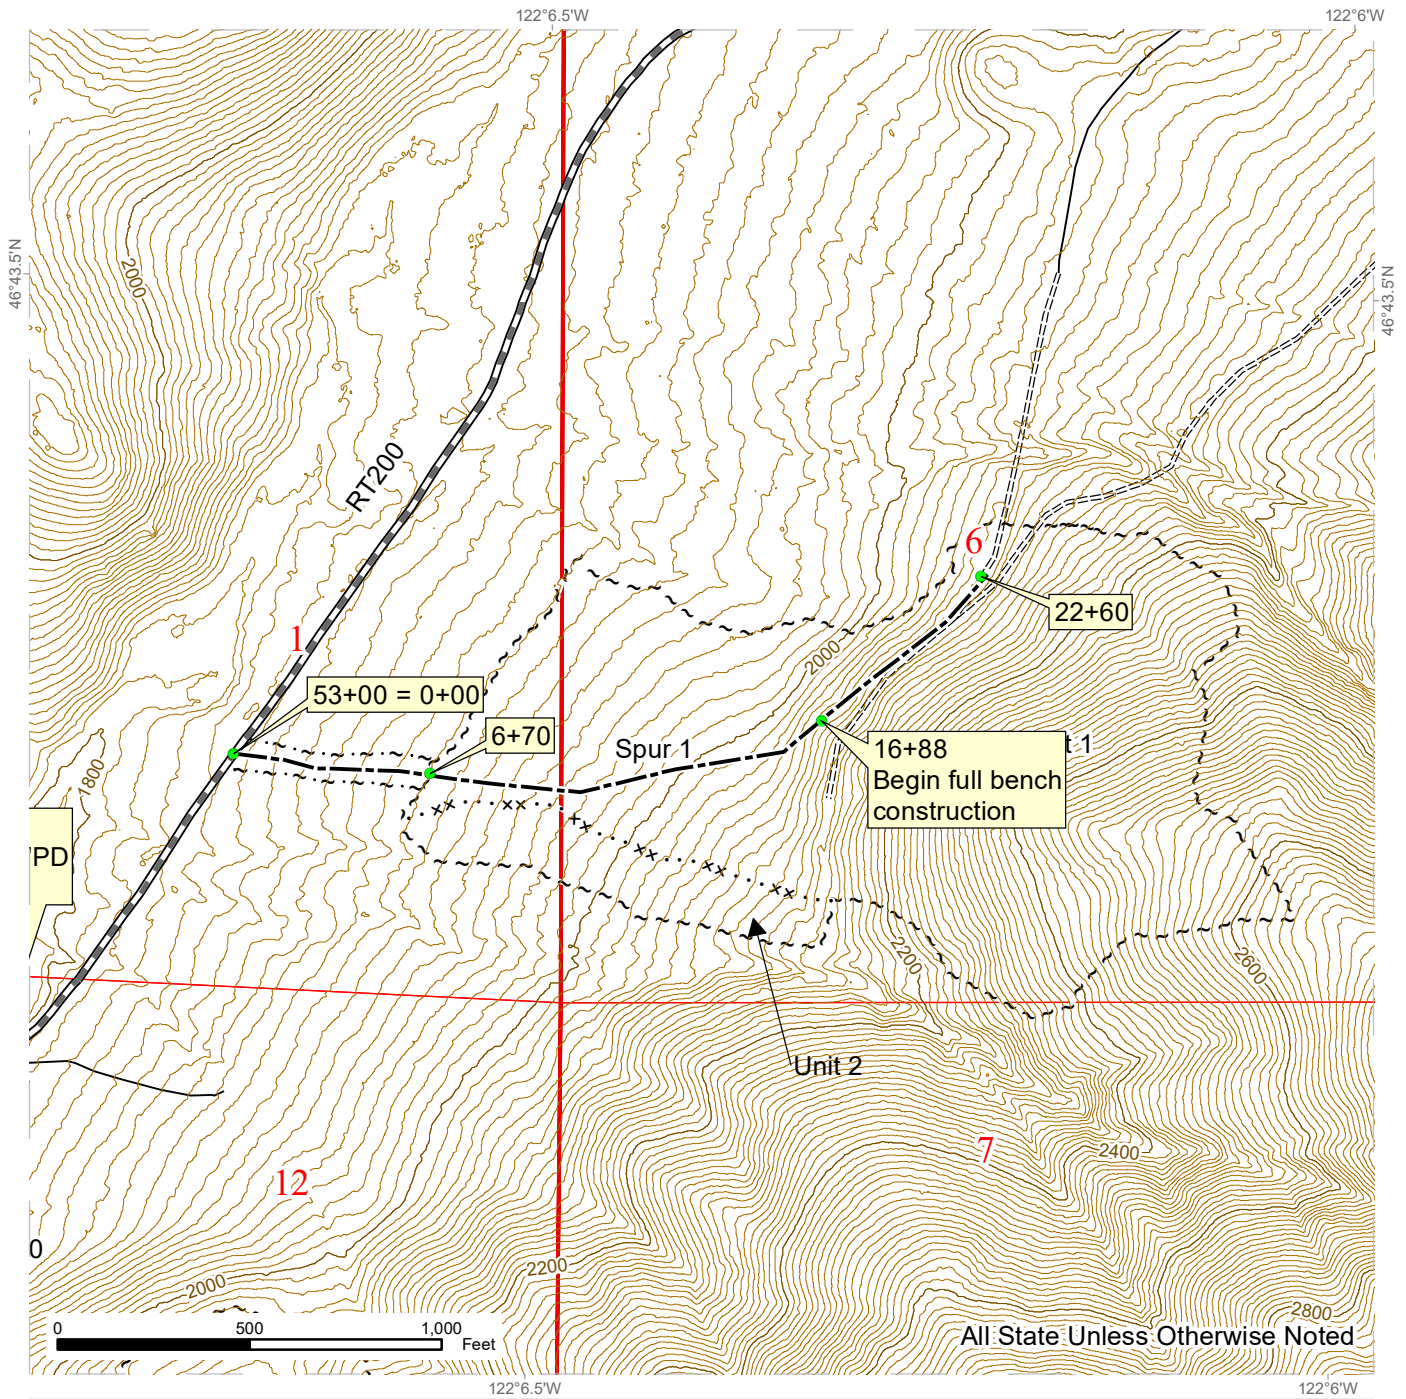 122°6.5'W
122°6'W
46°43.5'N
46°43.5'N
2000
RT200
6
22+60
1
2000
53+00 = 0+00
6+70
Spur 1
16+88
Begin full bench
construction
t 1
1800
'PD
2200
2600
Unit 2
7
2400
12
0
2200
2000
2800
0
500
1,000
Feet
All State Unless Otherwise Noted
122°6.5'W
122°6'W